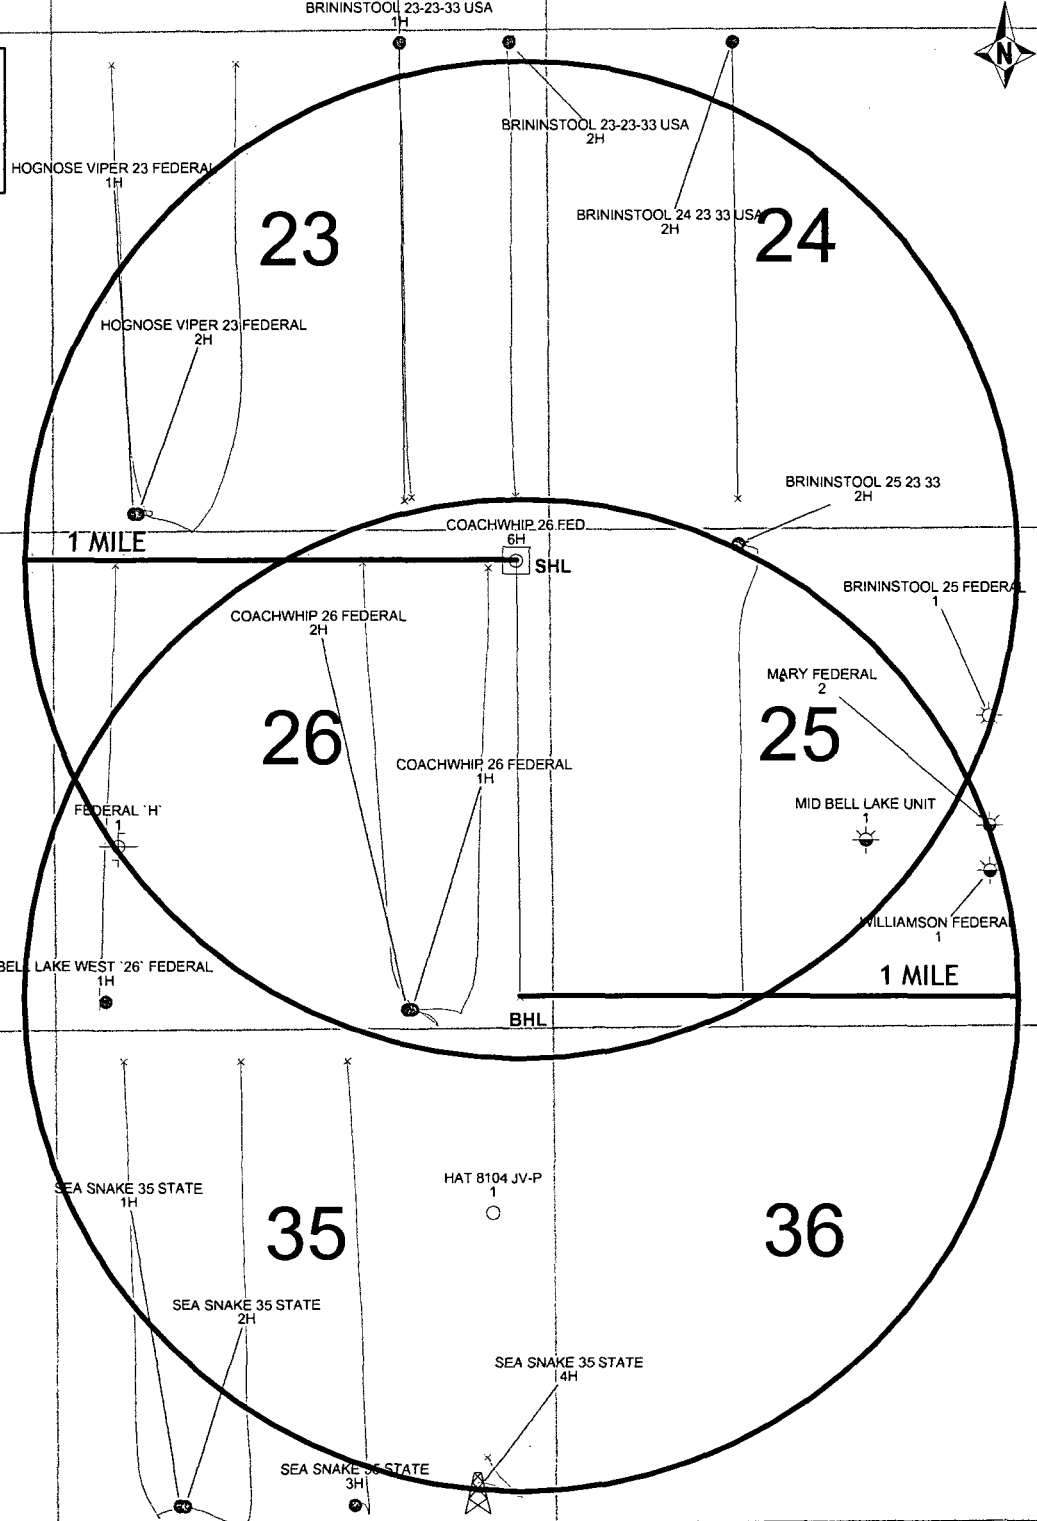 BRININSTOOL 23-23-33 USA
1H
N
BRININSTOOL 23-23-33 USA
2H
HOGNOSE VIPER 23 FEDERAL
1H
BRININSTOOL 24 23 33 USA
2H
23
24
HOGNOSE VIPER 23 FEDERAL
2H
BRININSTOOL 25 23 33
2H
COACHWHIP 26 FED
6H
1 MILE
SHL
BRININSTOOL 25 FEDERAL
1
COACHWHIP 26 FEDERAL
2H
MARY FEDERAL
2
26
25
COACHWHIP 26 FEDERAL
1H
FEDERAL `H`
1
MID BELL LAKE UNIT
1
WILLIAMSON FEDERAL
1
BELL LAKE WEST `26` FEDERAL
1H
1 MILE
BHL
SEA SNAKE 35 STATE
1H
HAT 8104 JV-P
1
35
36
SEA SNAKE 35 STATE
2H
SEA SNAKE 35 STATE
4H
SEA SNAKE 35 STATE
3H